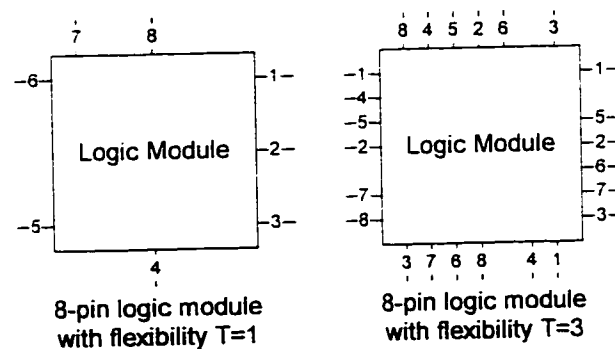 7 8
8 4 5 2 6 3
-6-
-1-
-2-
-3-
-5-
Logic Module
4
-1-
-4-
-5-
-2-
-7-
-8-
Logic Module
-1-
-5-
-2-
-6-
-7-
-3-
3 7 6 8 4 1
8-pin logic module
with flexibility T=1
8-pin logic module
with flexibility T=3